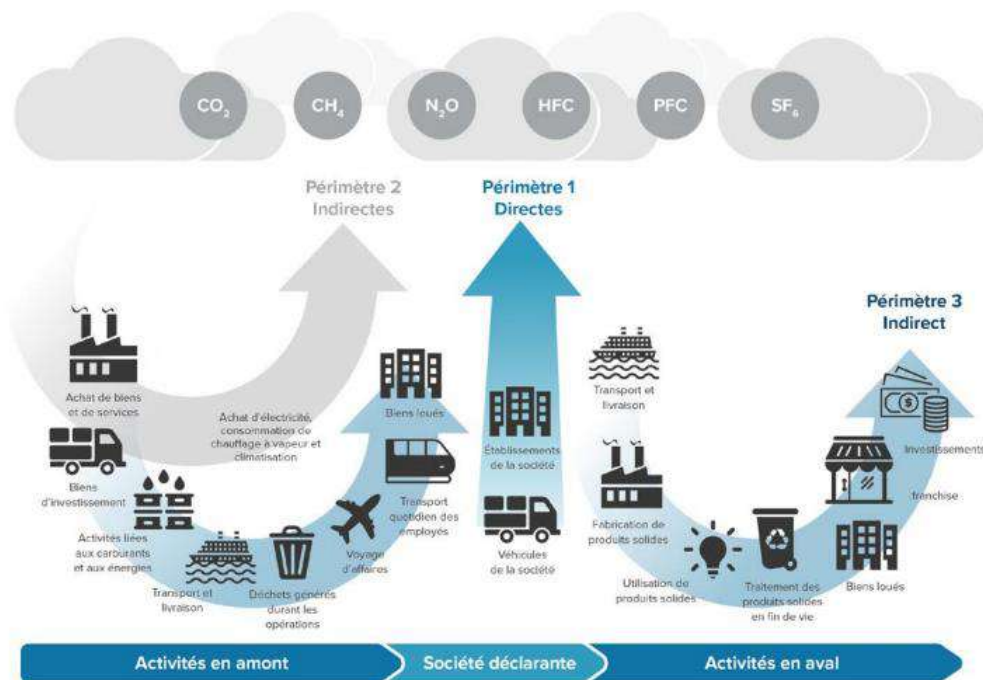 CO₂
CH₄
N₂O
HFC
PFC
SF₆
Périmètre 2
Indirectes
Périmètre 1
Directes
Périmètre 3
Indirect
Achat de biens
et de services
Achat d'électricité,
consommation de
chauffage à vapeur et
climatisation
Biens
d'investissement
Activités liées
aux carburants
et aux énergies
Transport et
livraison
Déchets générés
durant les
opérations
Voyage
d'affaires
Transport
quotidien des
employés
Biens loués
Établissements
de la société
Véhicules
de la société
Transport et
livraison
Fabrication de
produits solides
Utilisation de
produits solides
Traitement des
produits solides
en fin de vie
Biens loués
franchise
Investissements
Activités en amont
Société déclarante
Activités en aval